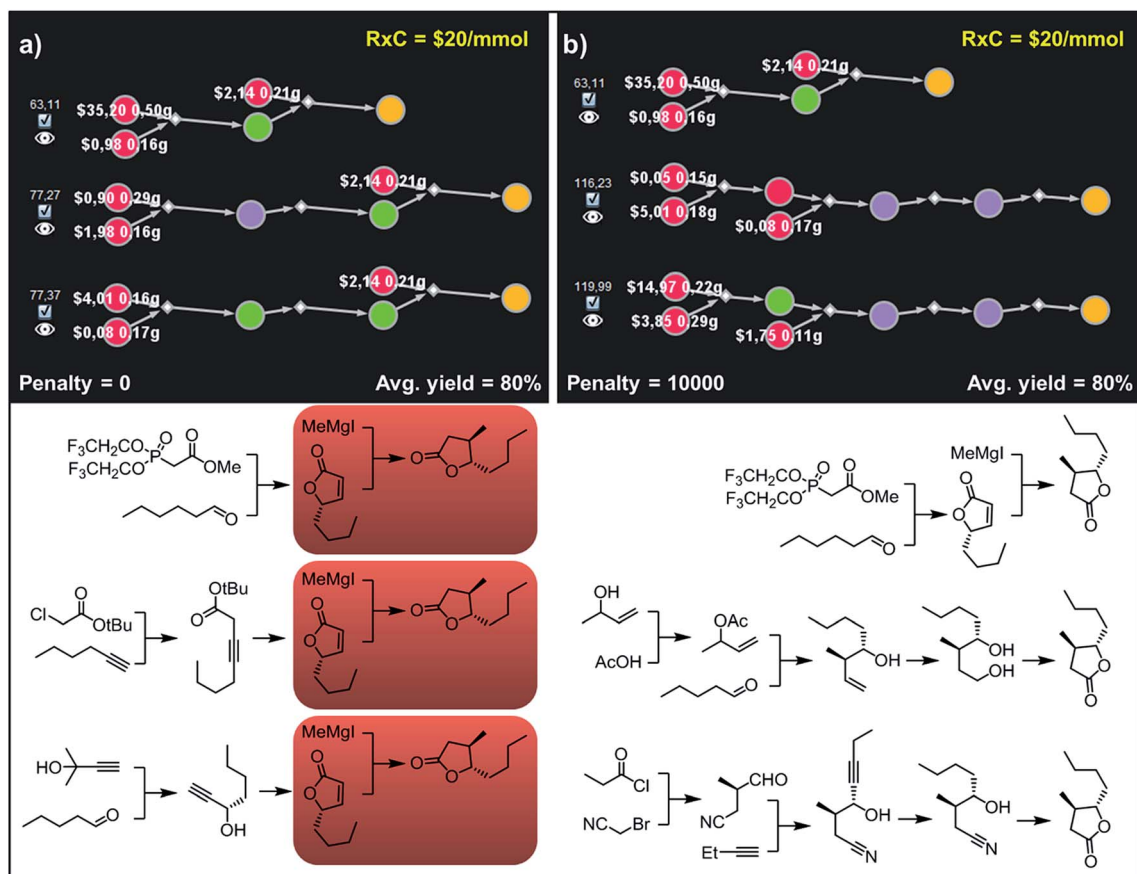 a)
RxC = $20/mmol
63,11
$35,20 0,50g
$2,14 0,21g
$0,98 0,16g
77,27
$0,90 0,29g
$2,14 0,21g
$1,98 0,16g
77,37
$4,01 0,16g
$2,14 0,21g
$0,08 0,17g
Penalty = 0
Avg. yield = 80%
b)
RxC = $20/mmol
63,11
$35,20 0,50g
$2,14 0,21g
$0,98 0,16g
116,23
$0,05 0,15g
$5,01 0,18g
$0,08 0,17g
119,99
$14,97 0,22g
$3,85 0,29g
$1,75 0,11g
Penalty = 10000
Avg. yield = 80%
F3CH2CO
F3CH2CO
P
O
O
OMe
O
MeMgI
O
O
O
O
Cl
O
OtBu
OtBu
O
MeMgI
O
O
O
O
HO
O
OH
MeMgI
O
O
O
O
F3CH2CO
F3CH2CO
P
O
O
OMe
O
MeMgI
O
O
O
O
OH
AcOH
OAc
O
OH
OH
OH
O
O
O
Cl
NC
Br
CHO
NC
Et
OH
N
OH
N
O
O